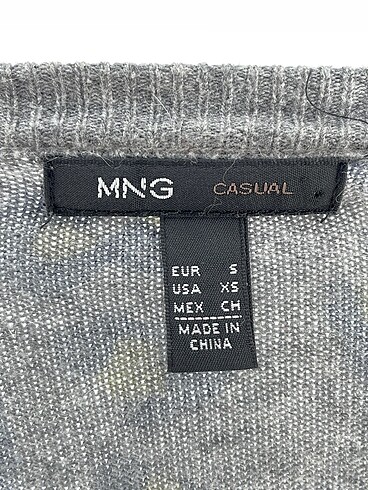 MNG CASUAL
EUR S
USA XS
MEX CH
MADE IN
CHINA